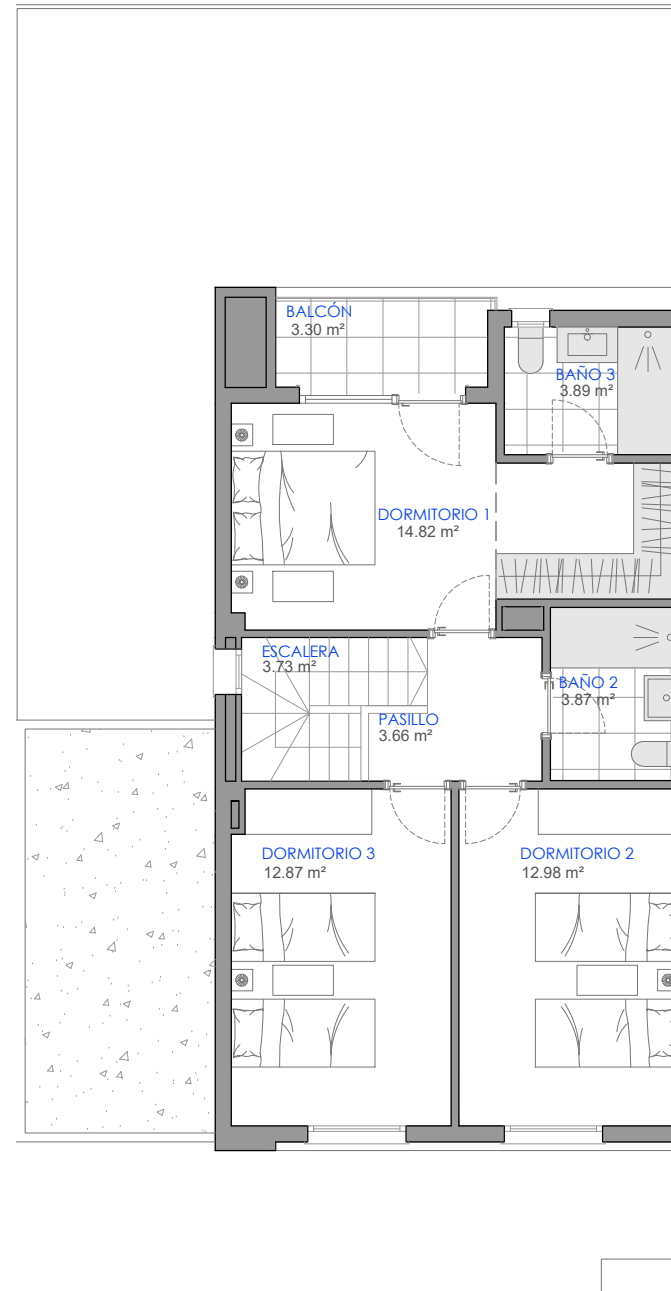 BALCÓN
3.30 m²
BAÑO 3
3.89 m²
DORMITORIO 1
14.82 m²
ESCALERA
3.73 m²
BAÑO 2
3.87 m²
PASILLO
3.66 m²
DORMITORIO 3
12.87 m²
DORMITORIO 2
12.98 m²